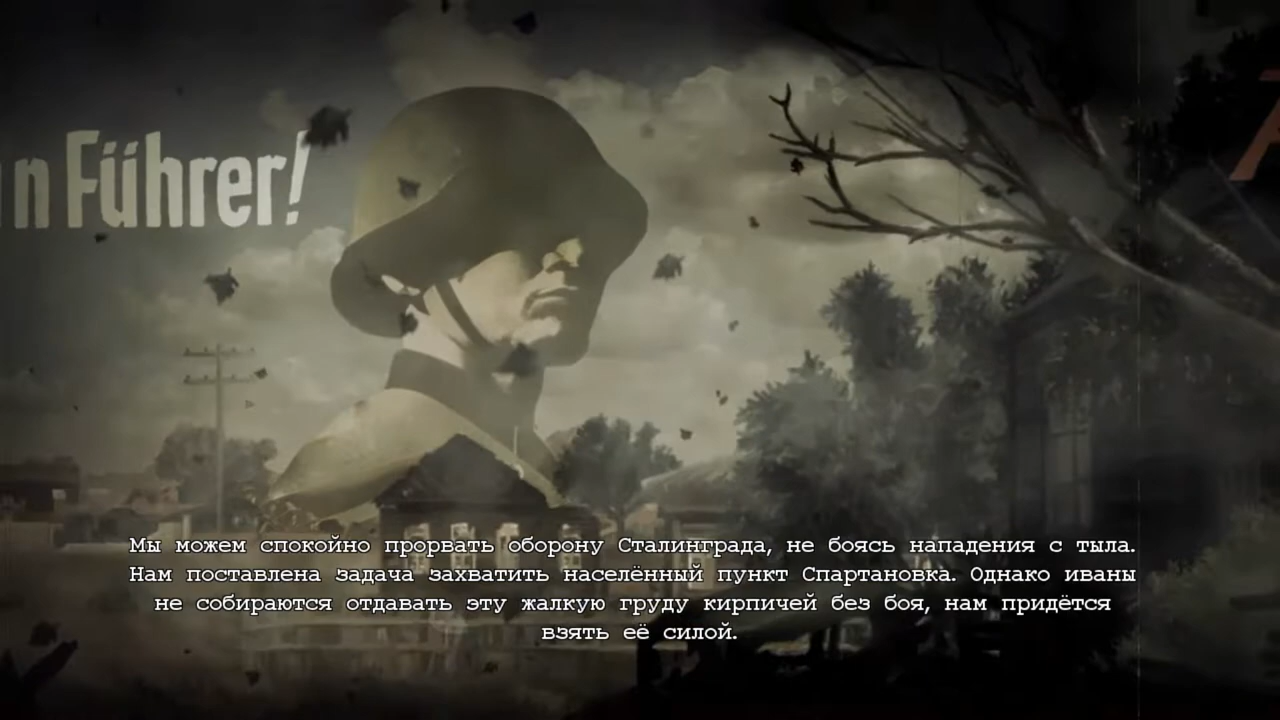 n Führer!
Мы можем спокойно прорвать оборону Сталинграда, не боясь нападения с тыла.
Нам поставлена задача захватить населённый пункт Спартановка. Однако иваны
не собираются отдавать эту жалкую груду кирпичей без боя, нам придётся
взять её силой.